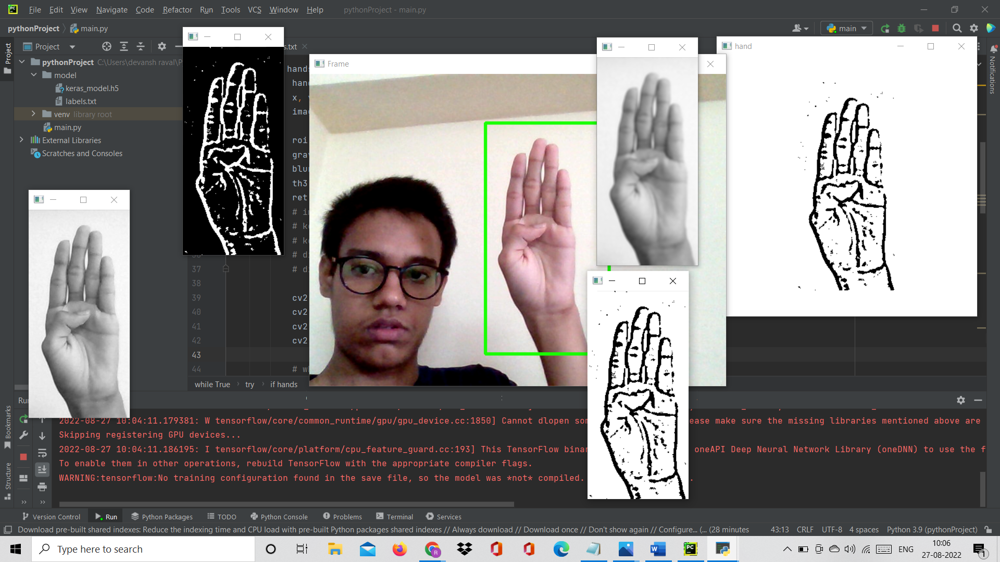 PC
File Edit View Navigate Code Refactor Run Tools VCS Window Help pythonProject - main.py
pythonProject main.py
main
Project
Project
s.txt
hand
Notifications
pythonProject C:\Users\devansh raval\P
model
keras_model.h5
labels.txt
venv library root
main.py
External Libraries
Scratches and Consoles
Frame
hands
x,
roi
th3
ret
37 # di
38
39 cv2
40 cv2
41 cv2
42 cv2
43
44
while True try if hands
Bookmarks
Structure
2022-08-27 10:04:11.179381: W tensorflow/core/common_runtime/gpu/gpu_device.cc:1850] Cannot dlopen som ease make sure the missing libraries mentioned above are
Skipping registering GPU devices...
2022-08-27 10:04:11.186195: I tensorflow/core/platform/cpu_feature_guard.cc:193] This TensorFlow binar oneAPI Deep Neural Network Library (oneDNN) to use the f
To enable them in other operations, rebuild TensorFlow with the appropriate compiler flags.
WARNING:tensorflow:No training configuration found in the save file, so the model was *not* compiled.
Version Control Run Python Packages TODO Python Console Problems Terminal Services
Download pre-built shared indexes: Reduce the indexing time and CPU load with pre-built Python packages shared indexes // Always download // Download once // Don't show again // Configure... (... (28 minutes 43:13 CRLF UTF-8 4 spaces Python 3.9 (pythonProject)
Type here to search
ENG
10:06
27-08-2022
1